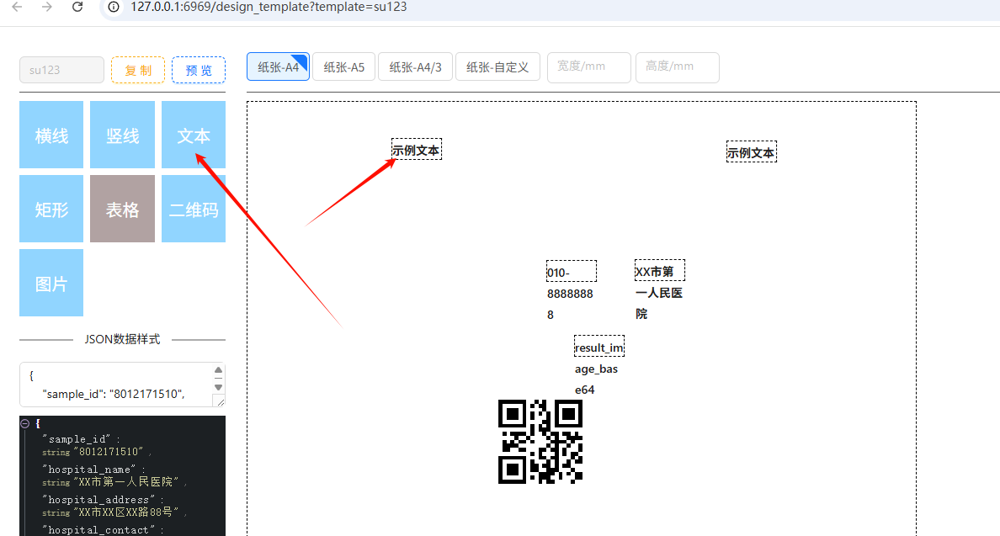 127.0.0.1:6969/design_template?template=su123
su123
复 制
预 览
纸张-A4
纸张-A5
纸张-A4/3
纸张-自定义
宽度/mm
高度/mm
横线
竖线
文本
矩形
表格
二维码
图片
示例文本
示例文本
010-
8888888
8
XX市第
一人民医
院
result_im
age_bas
e64
JSON数据样式
{
"sample_id": "8012171510",
{
"sample_id" :
string "8012171510" ,
"hospital_name" :
string "XX市第一人民医院" ,
"hospital_address" :
string "XX市XX区XX路88号" ,
"hospital_contact" :